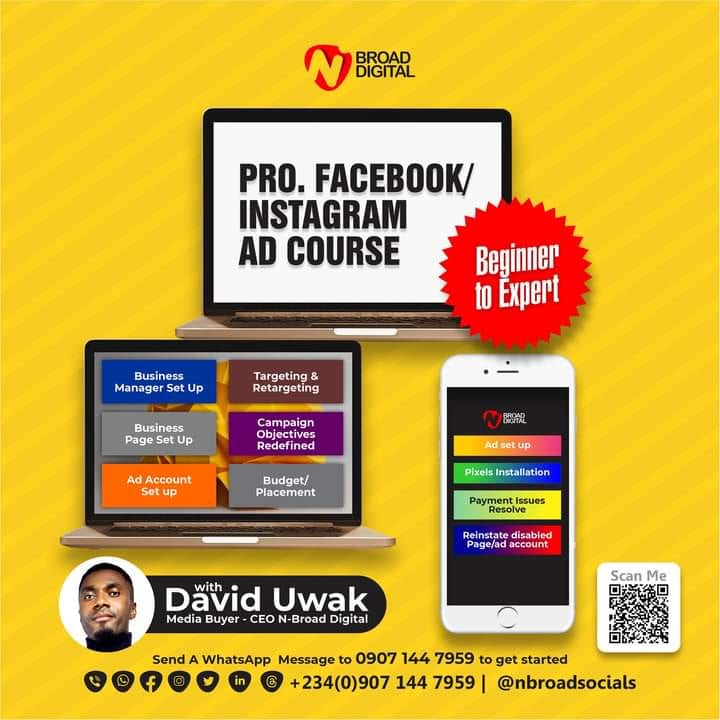 N BROAD
DIGITAL
PRO. FACEBOOK/
INSTAGRAM
AD COURSE
Beginner
to Expert
Business
Manager Set Up
Targeting &
Retargeting
Business
Page Set Up
Campaign
Objectives
Redefined
Ad Account
Set up
Budget/
Placement
N BROAD
DIGITAL
Ad set up
Pixels Installation
Payment Issues
Resolve
Reinstate disabled
Page/ad account
with
David Uwak
Media Buyer - CEO N-Broad Digital
Scan Me
Send A WhatsApp Message to 0907 144 7959 to get started
+234(0)907 144 7959 | @nbroadsocials